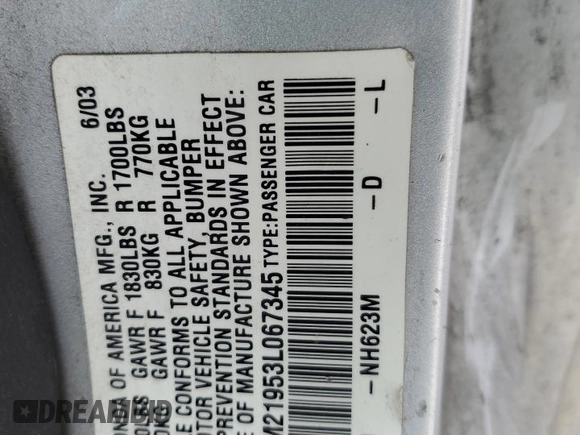 6/03
OF AMERICA MFG., INC.
GAWR F 1830LBS R 1700LBS
GAWR F 830KG R 770KG
CONFORMS TO ALL APPLICABLE
VEHICLE SAFETY, BUMPER
PREVENTION STANDARDS IN EFFECT
OF MANUFACTURE SHOWN ABOVE:
21953L067345 TYPE:PASSENGER CAR
-NH623M -D -L
© DREAMBID